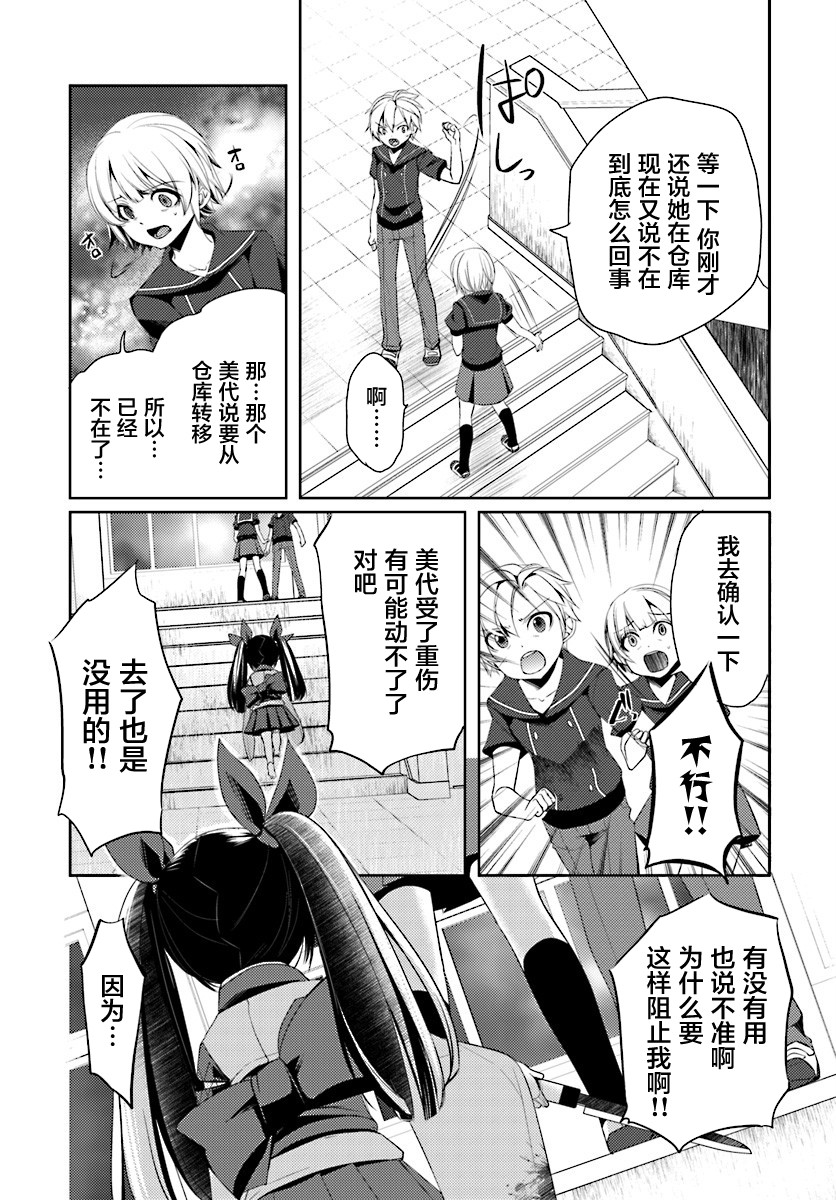 等一下 你刚才
还说她在仓库
现在又说不在
到底怎么回事
ぱしっ
啊……
オロ
オロ
那…那个
美代说要从
仓库转移
所以…
已经
不在了…
我去确认一下
不行!!
美代受了重伤
有可能动不了了
对吧
去了也是
没用的!!
有没有用
也说不准啊
为什么要
这样阻止我啊!!
因为…